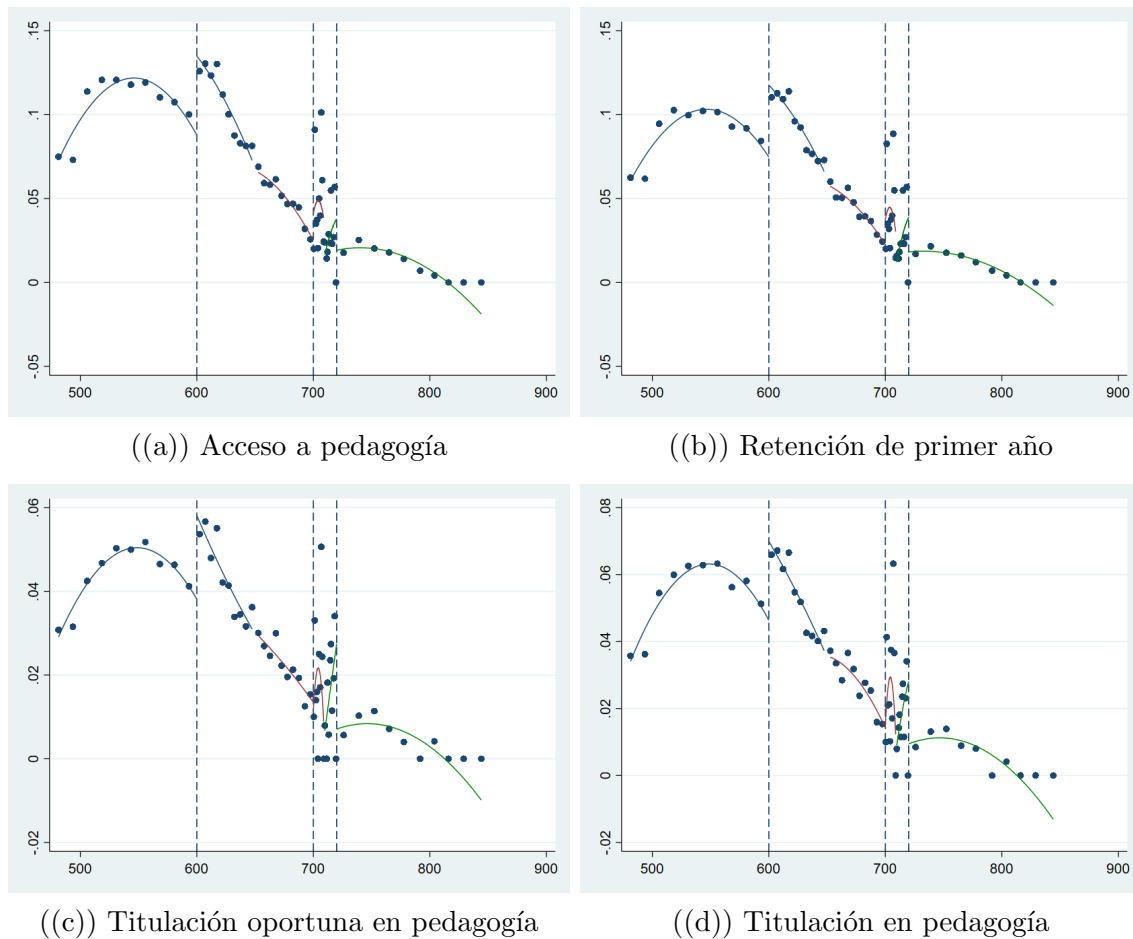 .15
.1
.05
0
-.05
500 600 700 800 900
((a)) Acceso a pedagogía
.15
.1
.05
0
-.05
500 600 700 800 900
((b)) Retención de primer año
.06
.04
.02
0
-.02
500 600 700 800 900
((c)) Titulación oportuna en pedagogía
.08
.06
.04
.02
0
-.02
500 600 700 800 900
((d)) Titulación en pedagogía